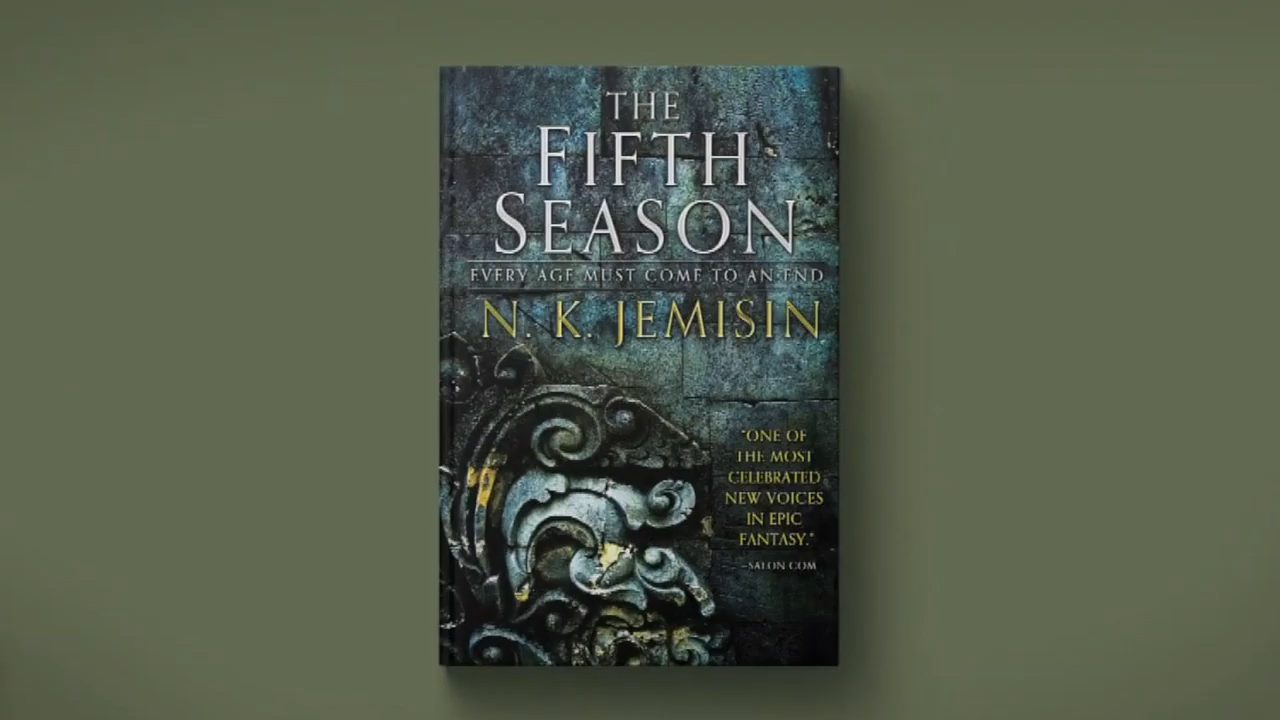 THE
FIFTH
SEASON
EVERY AGE MUST COME TO AN END
N. K. JEMISIN
"ONE OF
THE MOST
CELEBRATED
NEW VOICES
IN EPIC
FANTASY."
–SALON.COM